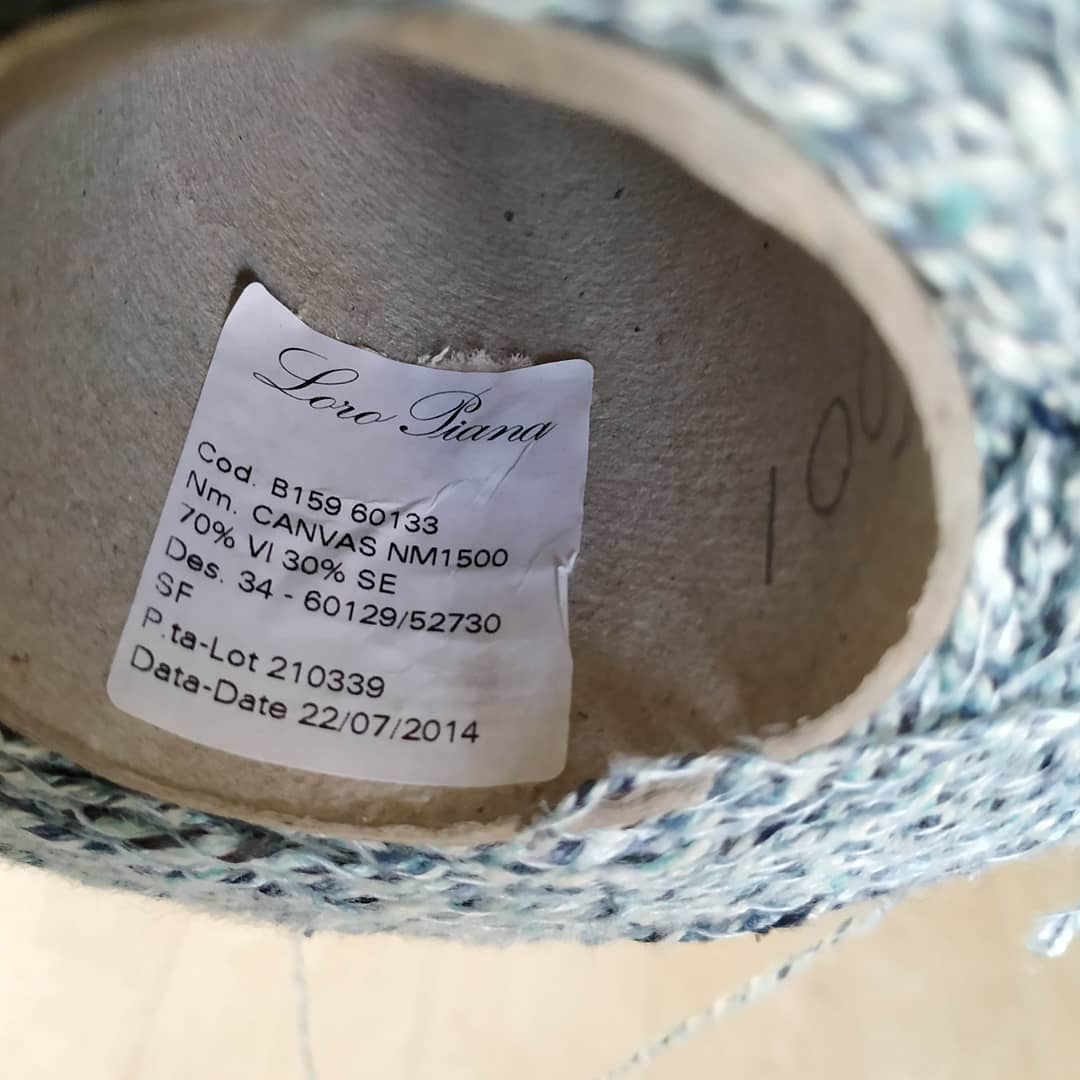 Loro Piana
Cod. B159 60133
Nm. CANVAS NM1500
70% VI 30% SE
Des. 34 - 60129/52730
SF
P.ta-Lot 210339
Data-Date 22/07/2014
100